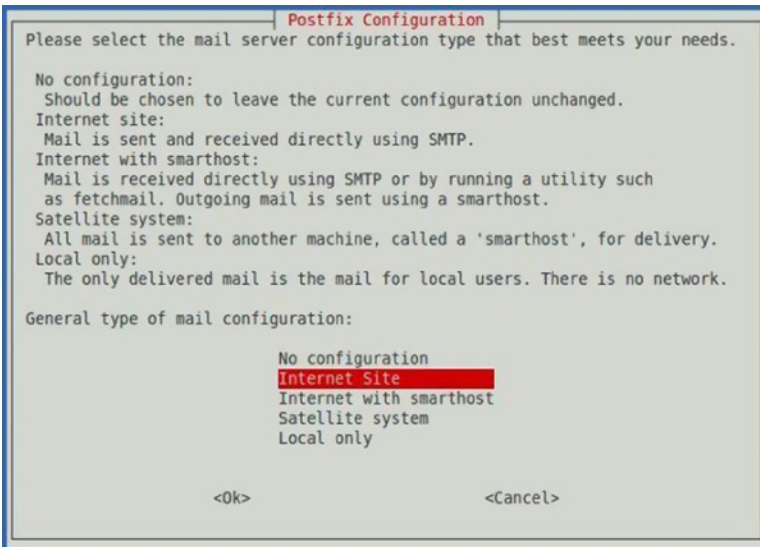 Postfix Configuration
Please select the mail server configuration type that best meets your needs.
No configuration:
Should be chosen to leave the current configuration unchanged.
Internet site:
Mail is sent and received directly using SMTP.
Internet with smarthost:
Mail is received directly using SMTP or by running a utility such
as fetchmail. Outgoing mail is sent using a smarthost.
Satellite system:
All mail is sent to another machine, called a 'smarthost', for delivery.
Local only:
The only delivered mail is the mail for local users. There is no network.
General type of mail configuration:
No configuration
Internet Site
Internet with smarthost
Satellite system
Local only
<Ok> <Cancel>